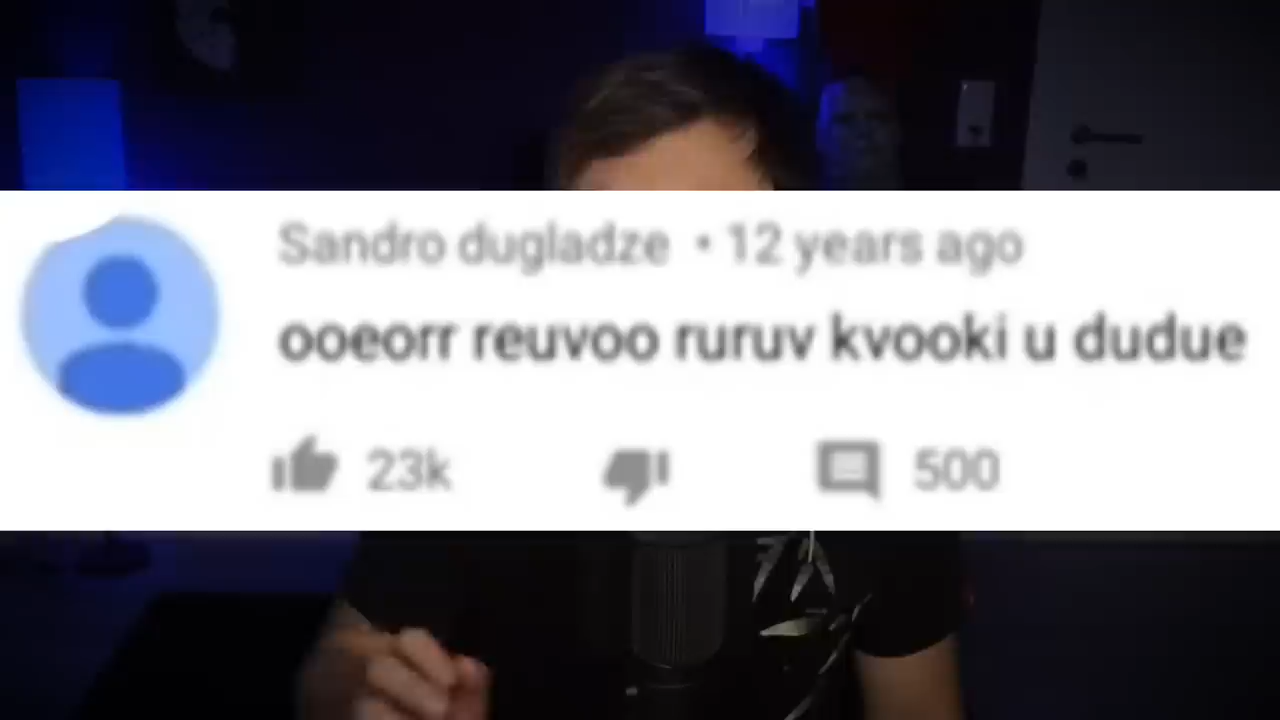 Sandro dugladze • 12 years ago
ooeorr reuvoo ruruv kvooki u dudue
23k 500